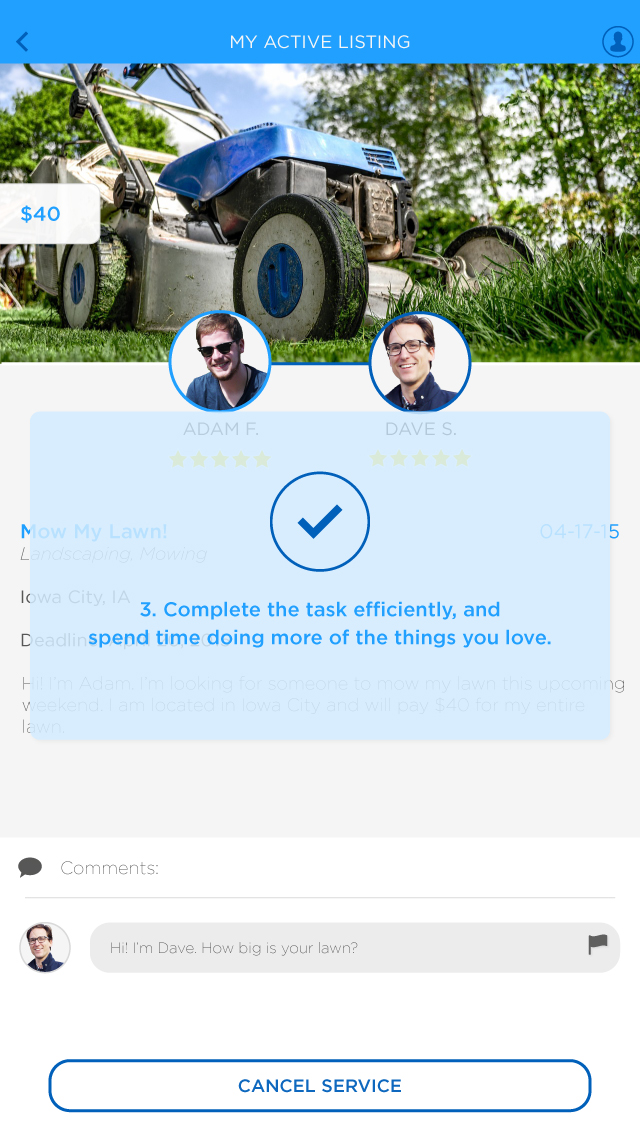 MY ACTIVE LISTING
$40
ADAM F.
DAVE S.
Mow My Lawn!
04-17-15
Landscaping. Mowing
Iowa City, IA
3. Complete the task efficiently, and
Deadline:
spend time doing more of the things you love.
Hi! I'm Adam. I'm looking for someone to mow my lawn this upcoming
weekend. I am located in Iowa City and will pay $40 for my entire
lawn.
Comments:
Hi! I'm Dave. How big is your lawn?
CANCEL SERVICE